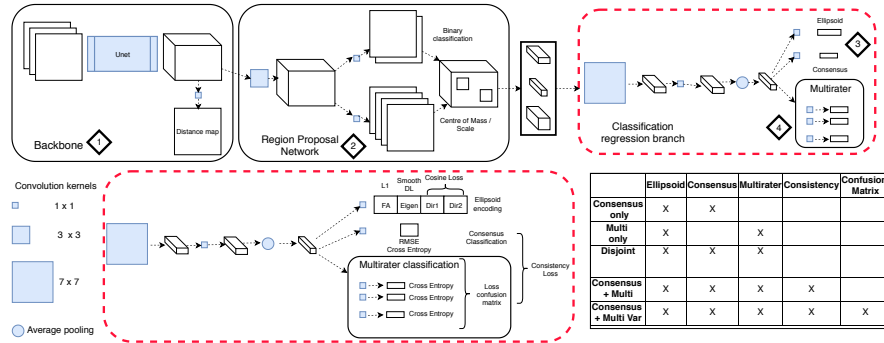 Unet
Distance map
Backbone
1
Binary
classification
Centre of Mass /
Scale
Region Proposal
Network
2
Ellipsoid
3
Consensus
Multirater
4
Classification
regression branch
Convolution kernels
1 x 1
3 x 3
7 x 7
Average pooling
L1
Smooth
DL
Cosine Loss
FA
Eigen
Dir1
Dir2
Ellipsoid
encoding
RMSE
Cross Entropy
Consensus
Classification
Multirater classification
Cross Entropy
Cross Entropy
Cross Entropy
Loss
confusion
matrix
Consistency
Loss
Ellipsoid Consensus Multirater Consistency Confusion
Matrix
Consensus
only X X
Multi
only X X
Disjoint X X X
Consensus
+ Multi X X X X
Consensus
+ Multi Var X X X X X